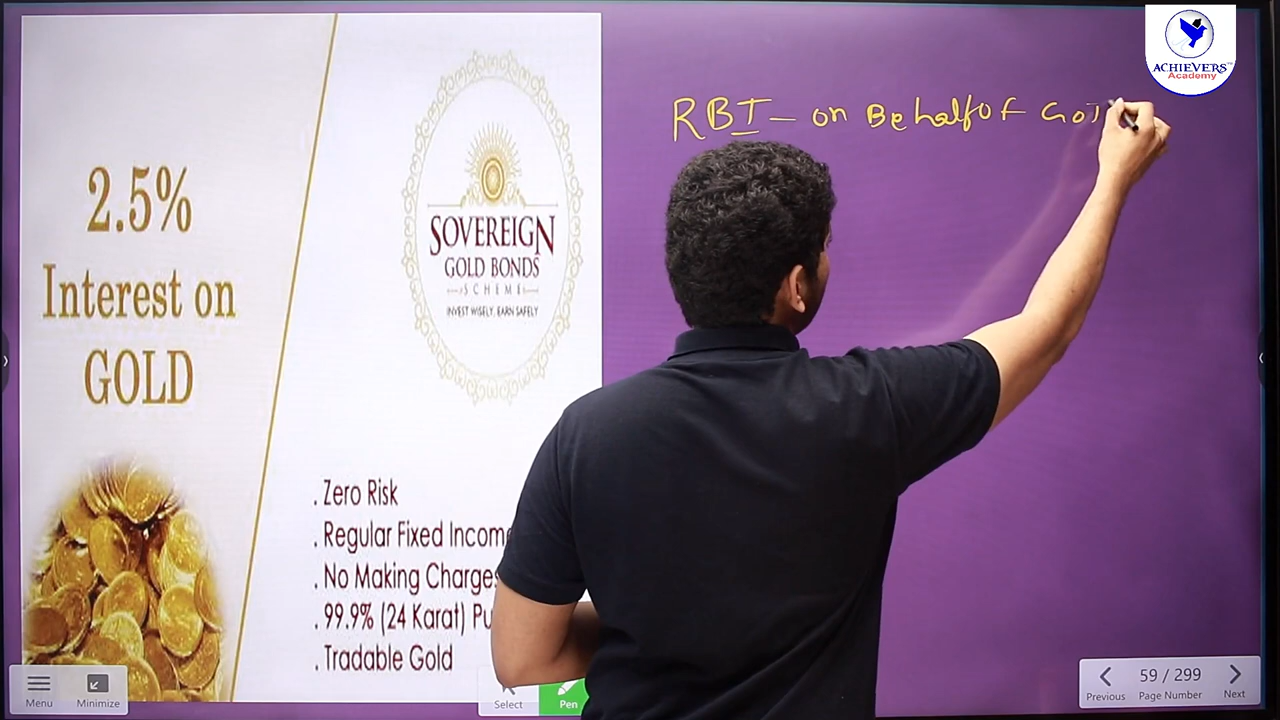 ACHIEVERS
Academy
RBI - on Behalf of
2.5%
Interest on
GOLD
SOVEREIGN
GOLD BONDS
SCHEME
INVEST WISELY, EARN SAFELY
. Zero Risk
. Regular Fixed Income
. No Making Charges
. 99.9% (24 Karat) Pu
. Tradable Gold
Menu
Minimize
Select
Pen
Previous
59 / 299
Page Number
Next